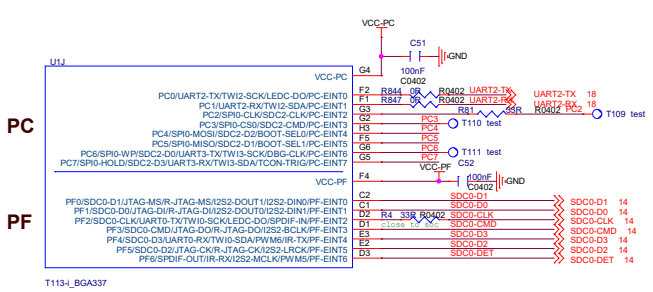 VCC-PC
C51
GND
100nF
C0402
U1J
VCC-PC G4
PC0/UART2-TX/TWI2-SCK/LEDC-DO/PC-EINT0 F2 R844 0R R0402 UART2-TX UART2-TX 18
PC1/UART2-RX/TWI2-SDA/PC-EINT1 F1 R847 0R R0402 UART2-RX UART2-RX 18
PC2/SPI0-CLK/SDC2-CLK/PC-EINT2 G3 R81 33R R0402 PC2 T109 test
PC3/SPI0-CS0/SDC2-CMD/PC-EINT3 G2 PC3 T110 test
PC4/SPI0-MOSI/SDC2-D2/BOOT-SEL0/PC-EINT4 H3 PC4
PC5/SPI0-MISO/SDC2-D1/BOOT-SEL1/PC-EINT5 F5 PC5
PC6/SPI0-WP/SDC2-D0/UART3-TX/TWI3-SCK/DBG-CLK/PC-EINT6 G6 PC6 T111 test
PC7/SPI0-HOLD/SDC2-D3/UART3-RX/TWI3-SDA/TCON-TRIG/PC-EINT7 G5 PC7
PC
VCC-PF C52
VCC-PF F4 100nF GND
C0402
PF0/SDC0-D1/JTAG-MS/R-JTAG-MS/I2S2-DOUT1/I2S2-DIN0/PF-EINT0 C2 SDC0-D1 SDC0-D1 14
PF1/SDC0-D0/JTAG-DI/R-JTAG-DI/I2S2-DOUT0/I2S2-DIN1/PF-EINT1 C1 SDC0-D0 SDC0-D0 14
PF2/SDC0-CLK/UART0-TX/TWI0-SCK/LEDC-DO/SPDIF-IN/PF-EINT2 D2 R4 33R R0402 SDC0-CLK SDC0-CLK 14
PF3/SDC0-CMD/JTAG-DO/R-JTAG-DO/I2S2-BCLK/PF-EINT3 D1 close to soc SDC0-CMD SDC0-CMD 14
PF4/SDC0-D3/UART0-RX/TWI0-SDA/PWM6/IR-TX/PF-EINT4 E3 SDC0-D3 SDC0-D3 14
PF5/SDC0-D2/JTAG-CK/R-JTAG-CK/I2S2-LRCK/PF-EINT5 E2 SDC0-D2 SDC0-D2 14
PF6/SPDIF-OUT/IR-RX/I2S2-MCLK/PWM5/PF-EINT6 D3 SDC0-DET SDC0-DET 14
PF
T113-i_BGA337